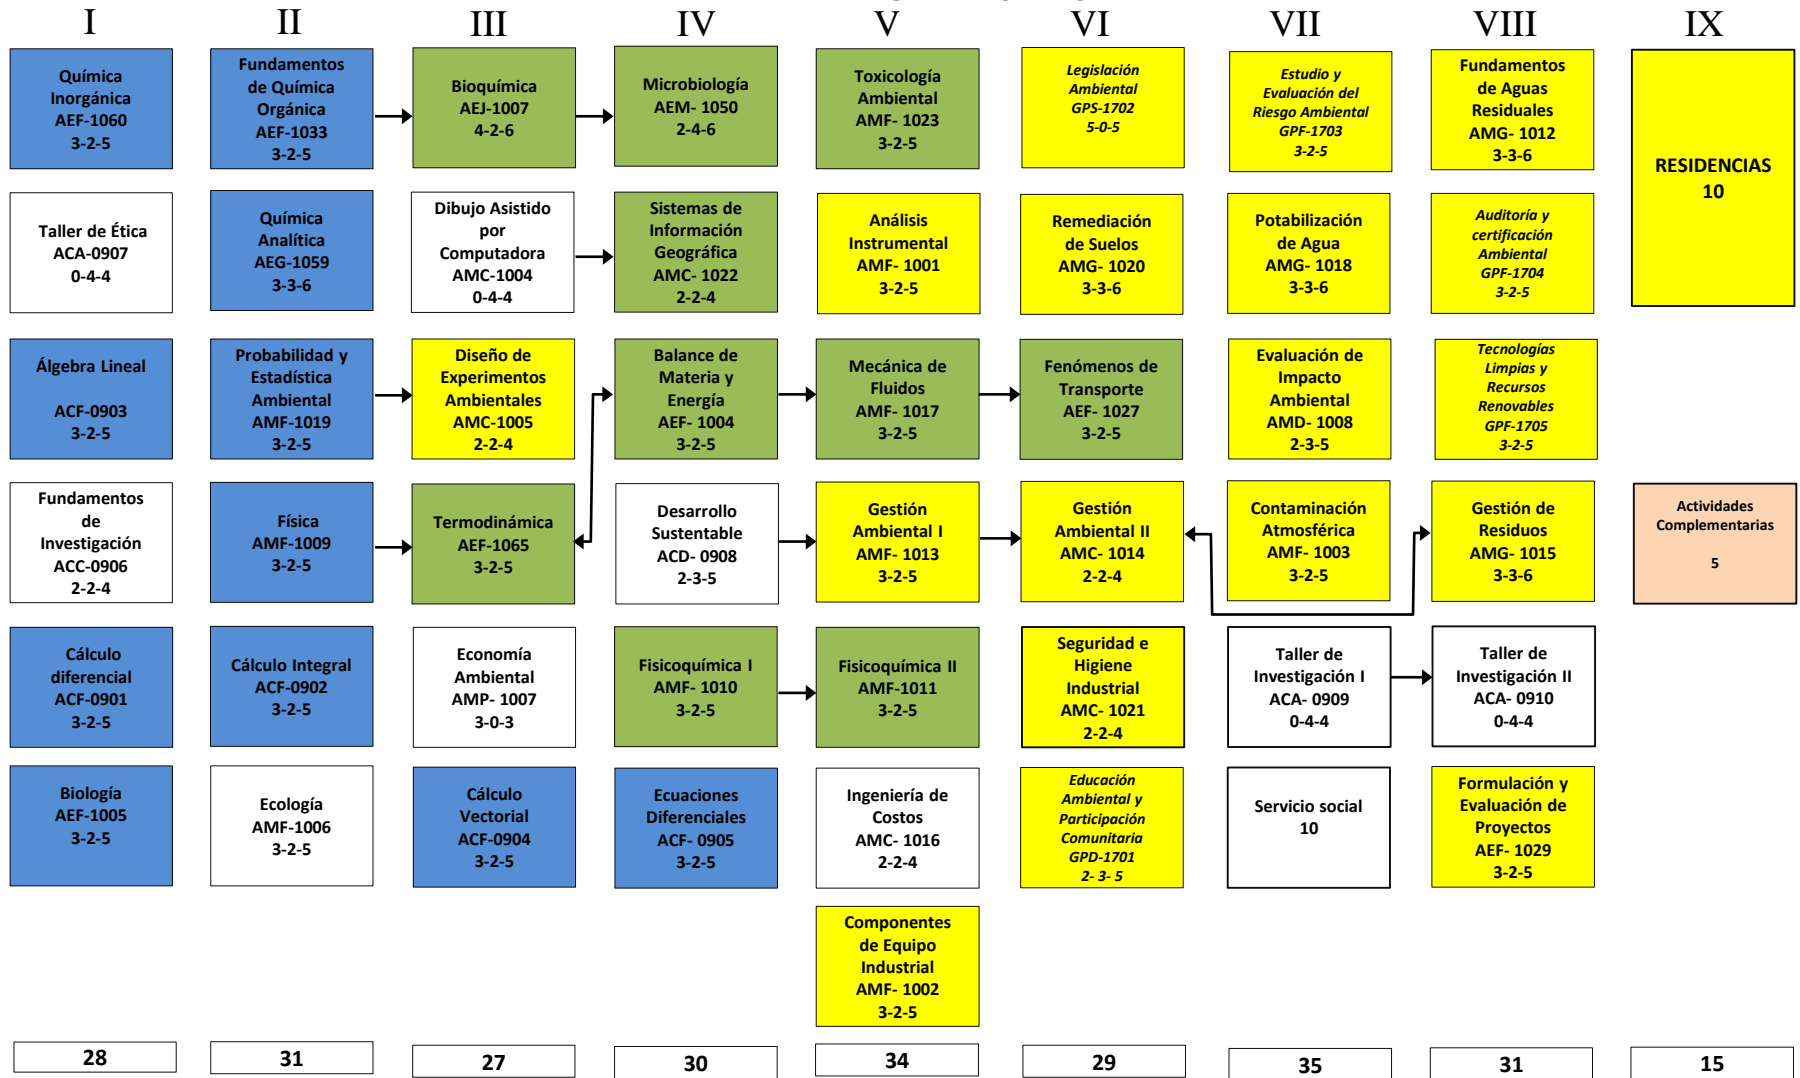 I
II
III
IV
V
VI
VII
VIII
IX
Química
Inorgánica
AEF-1060
3-2-5
Fundamentos
de Química
Orgánica
AEF-1033
3-2-5
Bioquímica
AEJ-1007
4-2-6
Microbiología
AEM- 1050
2-4-6
Toxicología
Ambiental
AMF- 1023
3-2-5
Legislación
Ambiental
GPS-1702
5-0-5
Estudio y
Evaluación del
Riesgo Ambiental
GPF-1703
3-2-5
Fundamentos
de Aguas
Residuales
AMG- 1012
3-3-6
RESIDENCIAS
10
Taller de Ética
ACA-0907
0-4-4
Química
Analítica
AEG-1059
3-3-6
Dibujo Asistido
por
Computadora
AMC-1004
0-4-4
Sistemas de
Información
Geográfica
AMC- 1022
2-2-4
Análisis
Instrumental
AMF- 1001
3-2-5
Remediación
de Suelos
AMG- 1020
3-3-6
Potabilización
de Agua
AMG- 1018
3-3-6
Auditoría y
certificación
Ambiental
GPF-1704
3-2-5
Álgebra Lineal
ACF-0903
3-2-5
Probabilidad y
Estadística
Ambiental
AMF-1019
3-2-5
Diseño de
Experimentos
Ambientales
AMC-1005
2-2-4
Balance de
Materia y
Energía
AEF- 1004
3-2-5
Mecánica de
Fluidos
AMF- 1017
3-2-5
Fenómenos de
Transporte
AEF- 1027
3-2-5
Evaluación de
Impacto
Ambiental
AMD- 1008
2-3-5
Tecnologías
Limpias y
Recursos
Renovables
GPF-1705
3-2-5
Fundamentos
de
Investigación
ACC-0906
2-2-4
Física
AMF-1009
3-2-5
Termodinámica
AEF-1065
3-2-5
Desarrollo
Sustentable
ACD- 0908
2-3-5
Gestión
Ambiental I
AMF- 1013
3-2-5
Gestión
Ambiental II
AMC- 1014
2-2-4
Contaminación
Atmosférica
AMF- 1003
3-2-5
Gestión de
Residuos
AMG- 1015
3-3-6
Actividades
Complementarias
5
Cálculo
diferencial
ACF-0901
3-2-5
Cálculo Integral
ACF-0902
3-2-5
Economía
Ambiental
AMP- 1007
3-0-3
Fisicoquímica I
AMF- 1010
3-2-5
Fisicoquímica II
AMF-1011
3-2-5
Seguridad e
Higiene
Industrial
AMC- 1021
2-2-4
Taller de
Investigación I
ACA- 0909
0-4-4
Taller de
Investigación II
ACA- 0910
0-4-4
Biología
AEF-1005
3-2-5
Ecología
AMF-1006
3-2-5
Cálculo
Vectorial
ACF-0904
3-2-5
Ecuaciones
Diferenciales
ACF- 0905
3-2-5
Ingeniería de
Costos
AMC- 1016
2-2-4
Educación
Ambiental y
Participación
Comunitaria
GPD-1701
2- 3- 5
Servicio social
10
Formulación y
Evaluación de
Proyectos
AEF- 1029
3-2-5
Componentes
de Equipo
Industrial
AMF- 1002
3-2-5
28
31
27
30
34
29
35
31
15